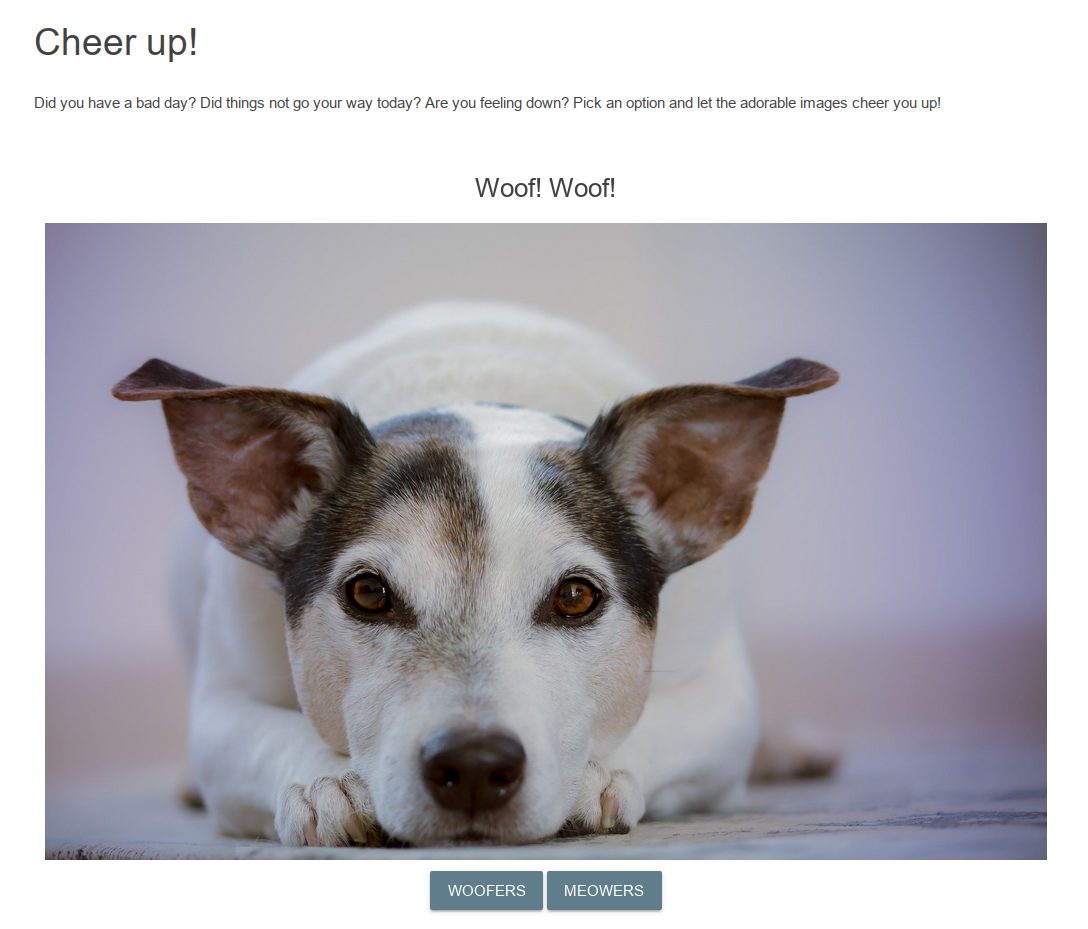 Cheer up!
Did you have a bad day? Did things not go your way today? Are you feeling down? Pick an option and let the adorable images cheer you up!
Woof! Woof!
WOOFERS MEOWERS